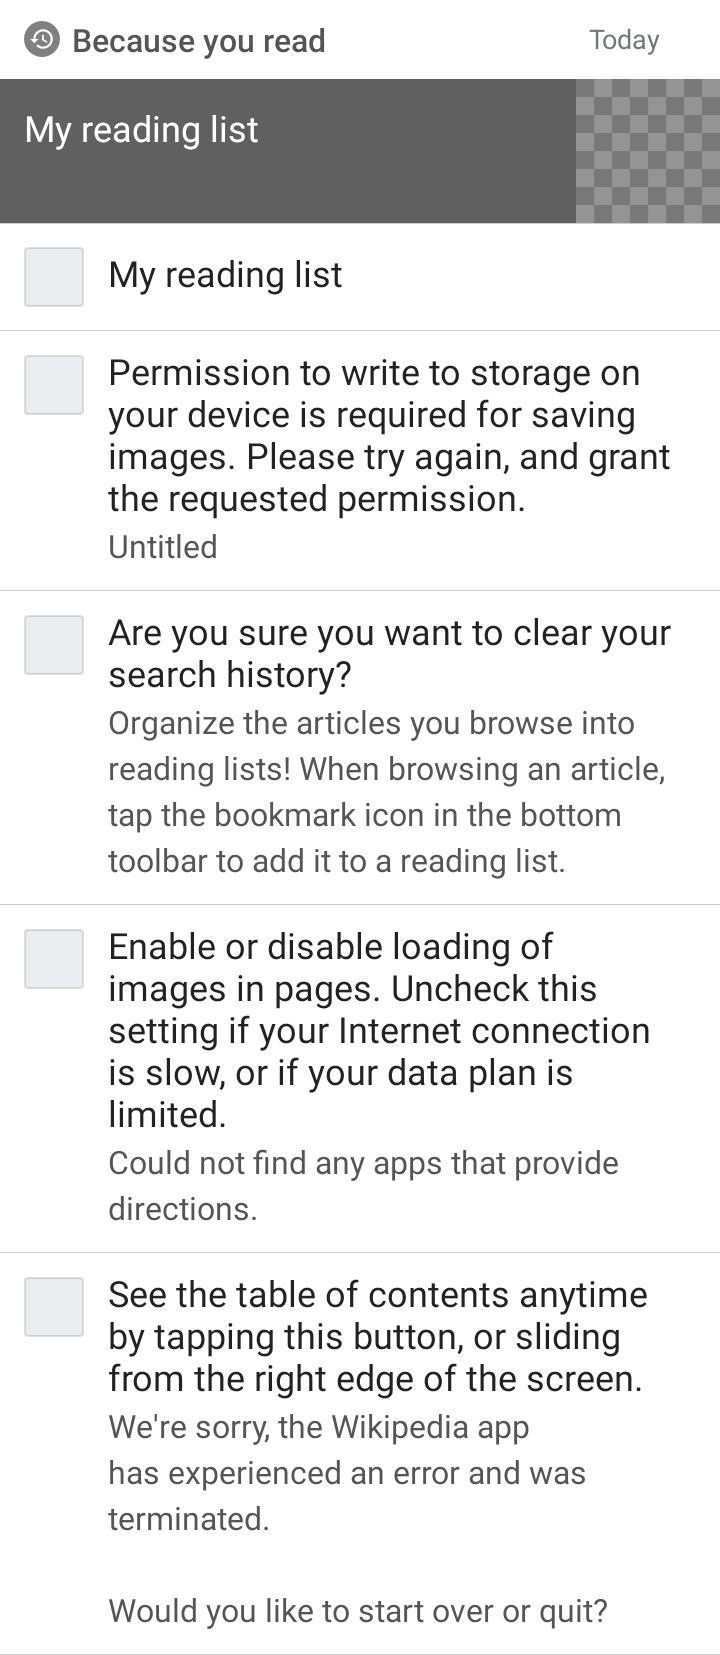 Because you read
Today
My reading list
My reading list
Permission to write to storage on
your device is required for saving
images. Please try again, and grant
the requested permission.
Untitled
Are you sure you want to clear your
search history?
Organize the articles you browse into
reading lists! When browsing an article,
tap the bookmark icon in the bottom
toolbar to add it to a reading list.
Enable or disable loading of
images in pages. Uncheck this
setting if your Internet connection
is slow, or if your data plan is
limited.
Could not find any apps that provide
directions.
See the table of contents anytime
by tapping this button, or sliding
from the right edge of the screen.
We're sorry, the Wikipedia app
has experienced an error and was
terminated.
Would you like to start over or quit?